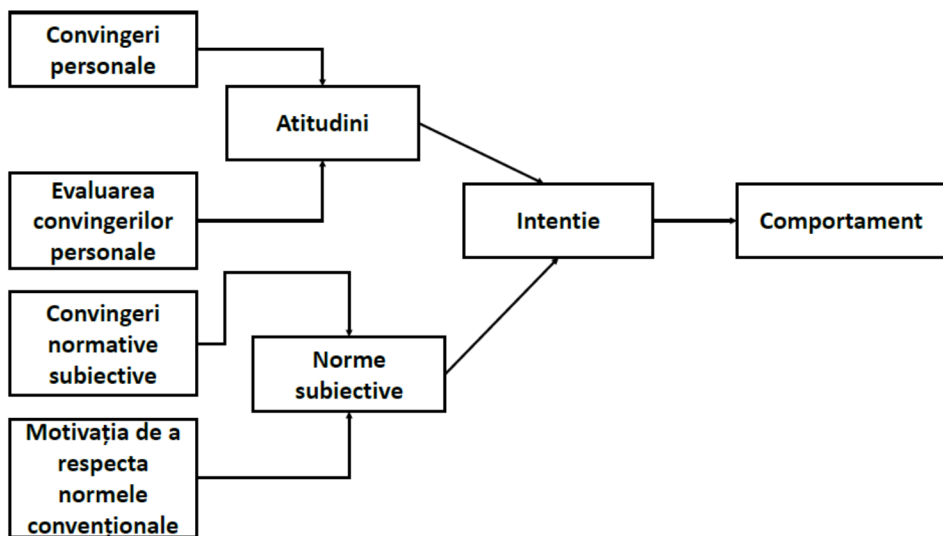 Convingeri
personale
Atitudini
Evaluarea
convingerilor
personale
Intentie
Comportament
Convingeri
normative
subiective
Norme
subiective
Motivația de a
respecta
normele
convenționale